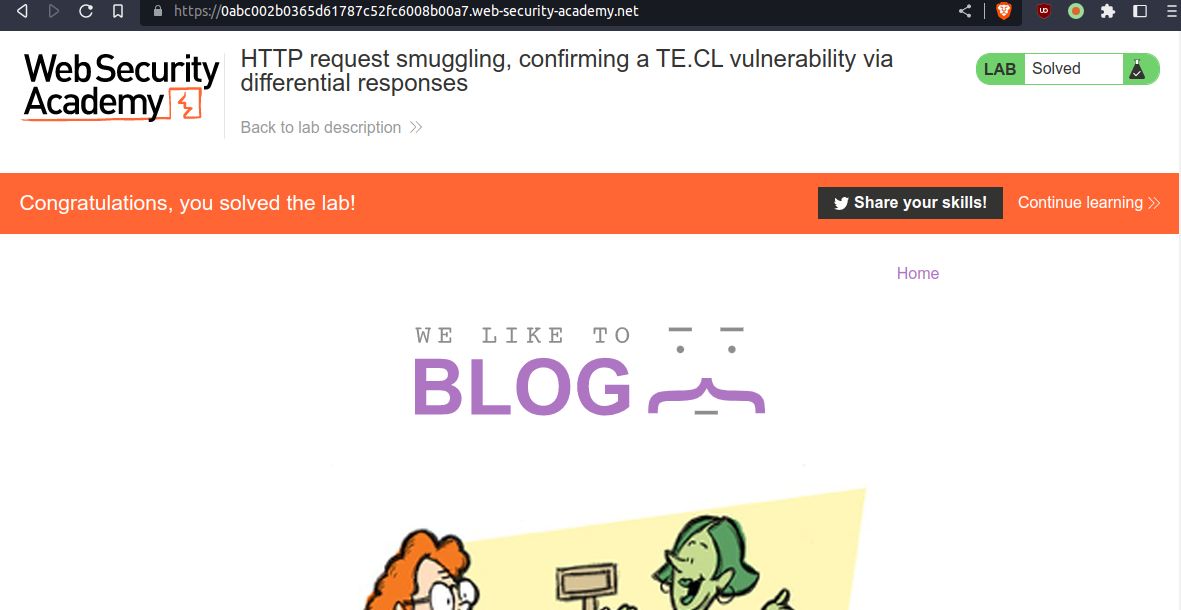 https://0abc002b0365d61787c52fc6008b00a7.web-security-academy.net
Web Security
Academy
HTTP request smuggling, confirming a TE.CL vulnerability via
differential responses
Back to lab description
LAB Solved
Congratulations, you solved the lab!
Share your skills!
Continue learning
Home
WE LIKE TO
BLOG